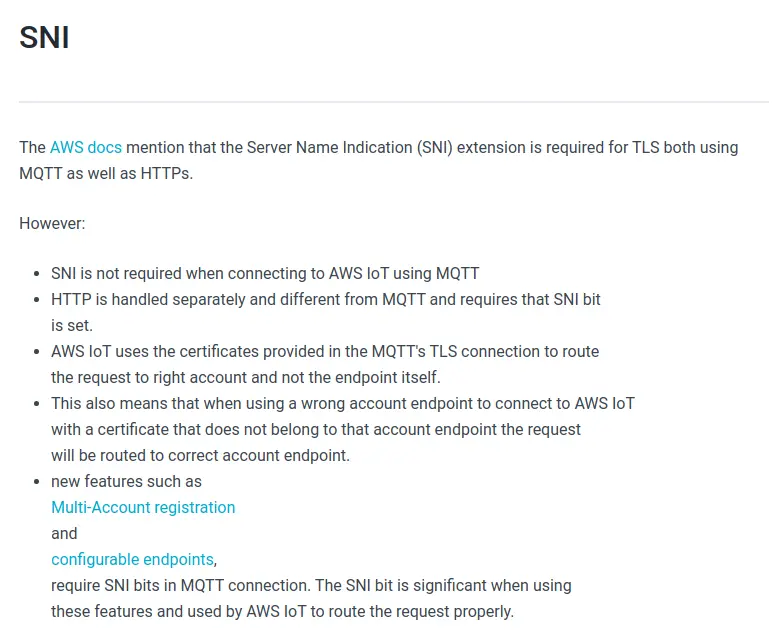 SNI
The AWS docs mention that the Server Name Indication (SNI) extension is required for TLS both using
MQTT as well as HTTPs.
However:
• SNI is not required when connecting to AWS IoT using MQTT
• HTTP is handled separately and different from MQTT and requires that SNI bit
is set.
• AWS IoT uses the certificates provided in the MQTT's TLS connection to route
the request to right account and not the endpoint itself.
• This also means that when using a wrong account endpoint to connect to AWS IoT
with a certificate that does not belong to that account endpoint the request
will be routed to correct account endpoint.
• new features such as
Multi-Account registration
and
configurable endpoints,
require SNI bits in MQTT connection. The SNI bit is significant when using
these features and used by AWS IoT to route the request properly.